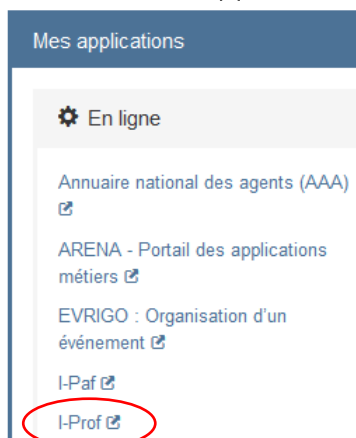 Mes applications
En ligne
Annuaire national des agents (AAA)
ARENA - Portail des applications
métiers
EVRIGO : Organisation d'un
événement
I-Paf
I-Prof